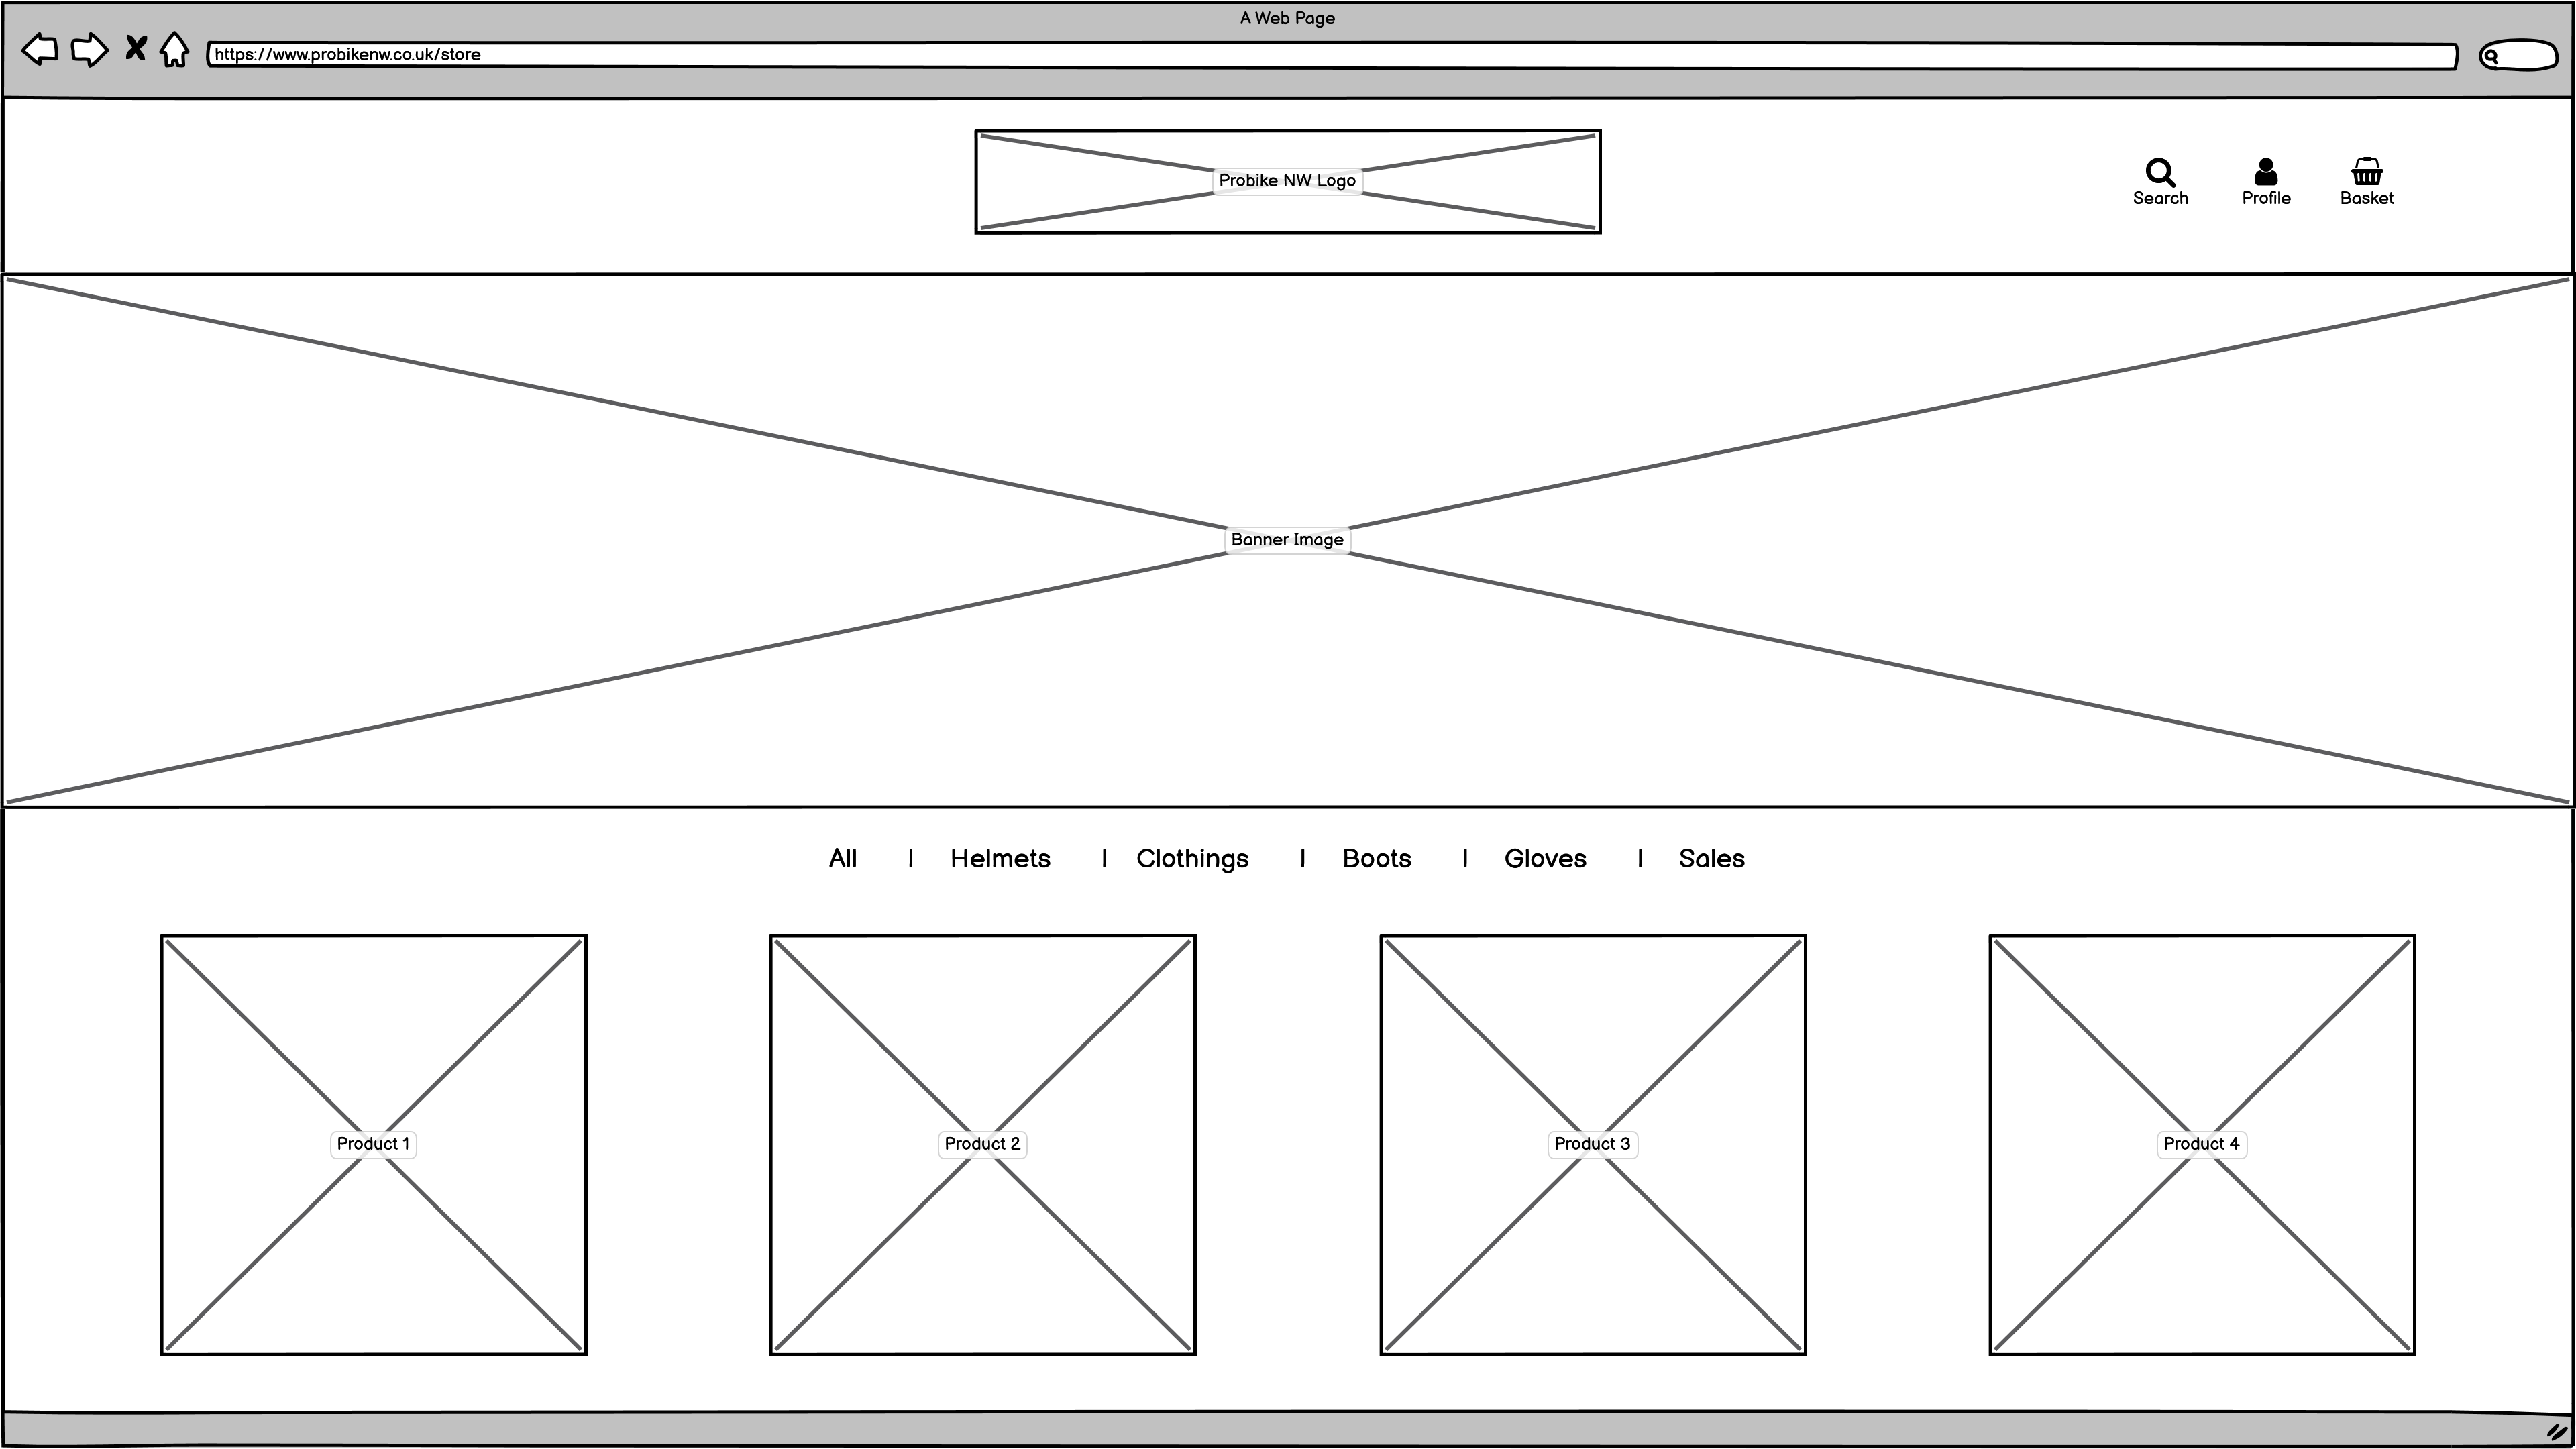 A Web Page
https://www.probikenw.co.uk/store
Probike NW Logo
Search Profile Basket
Banner Image
All | Helmets | Clothings | Boots | Gloves | Sales
Product 1 Product 2 Product 3 Product 4